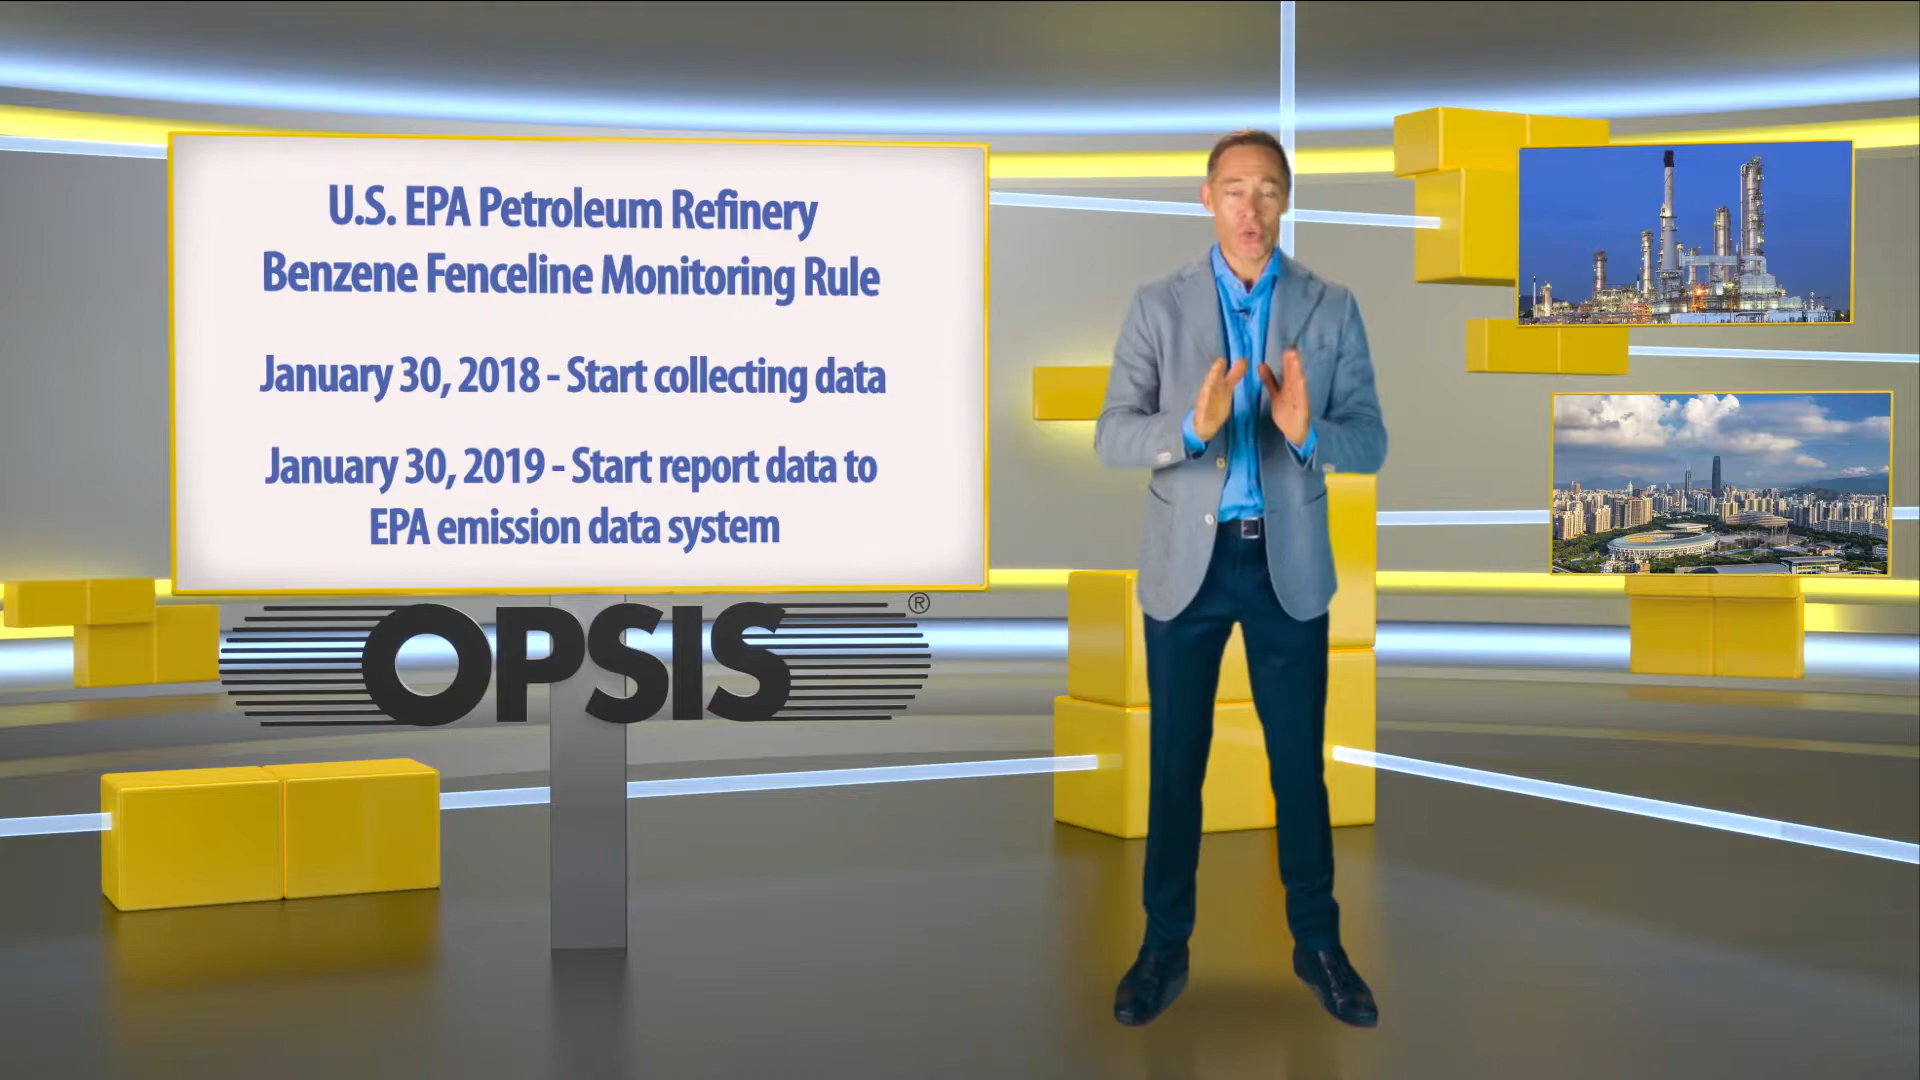 U.S. EPA Petroleum Refinery
Benzene Fenceline Monitoring Rule
January 30, 2018 - Start collecting data
January 30, 2019 - Start report data to
EPA emission data system
OPSIS®